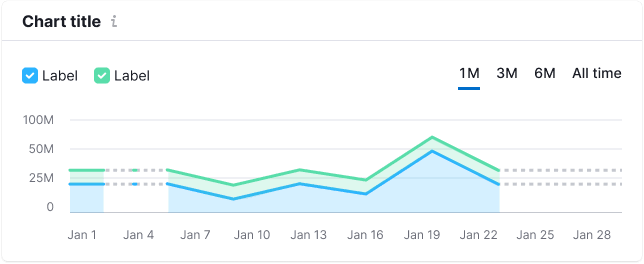 Chart title i
Label Label 1M 3M 6M All time
100M
50M
25M
0
Jan 1 Jan 4 Jan 7 Jan 10 Jan 13 Jan 16 Jan 19 Jan 22 Jan 25 Jan 28